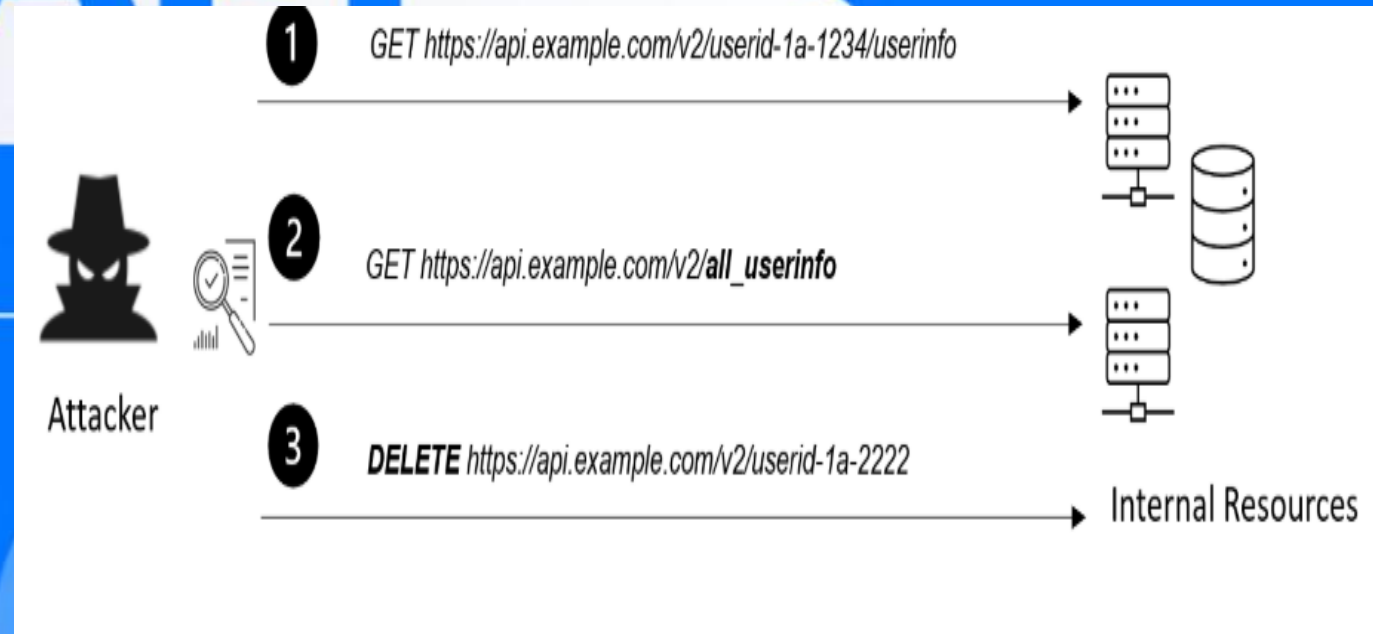 1
GET https://api.example.com/v2/userid-1a-1234/userinfo
2
GET https://api.example.com/v2/all_userinfo
Attacker
3
DELETE https://api.example.com/v2/userid-1a-2222
Internal Resources